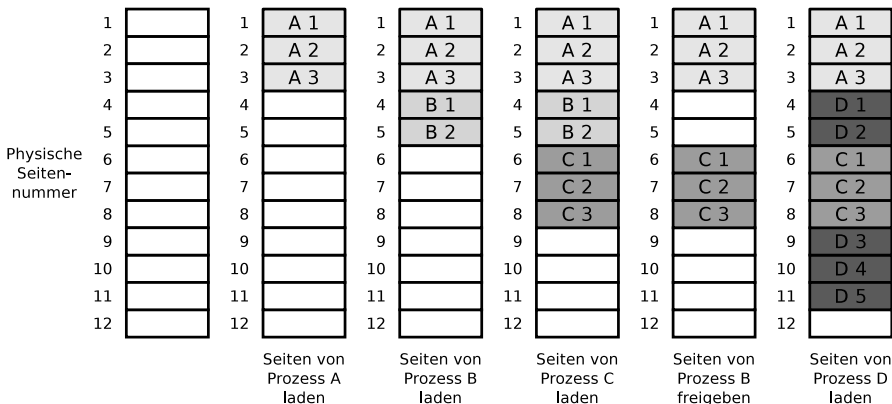 1 1 A 1 1 A 1 1 A 1 1 A 1 1 A 1
2 2 A 2 2 A 2 2 A 2 2 A 2 2 A 2
3 3 A 3 3 A 3 3 A 3 3 A 3 3 A 3
4 4 4 B 1 4 B 1 4 4 D 1
5 5 5 B 2 5 B 2 5 5 D 2
Physische
Seiten-
nummer
6 6 6 6 C 1 6 C 1 6 C 1
7 7 7 7 C 2 7 C 2 7 C 2
8 8 8 8 C 3 8 C 3 8 C 3
9 9 9 9 9 9 D 3
10 10 10 10 10 10 D 4
11 11 11 11 11 11 D 5
12 12 12 12 12 12
Seiten von
Prozess A
laden
Seiten von
Prozess B
laden
Seiten von
Prozess C
laden
Seiten von
Prozess B
freigeben
Seiten von
Prozess D
laden